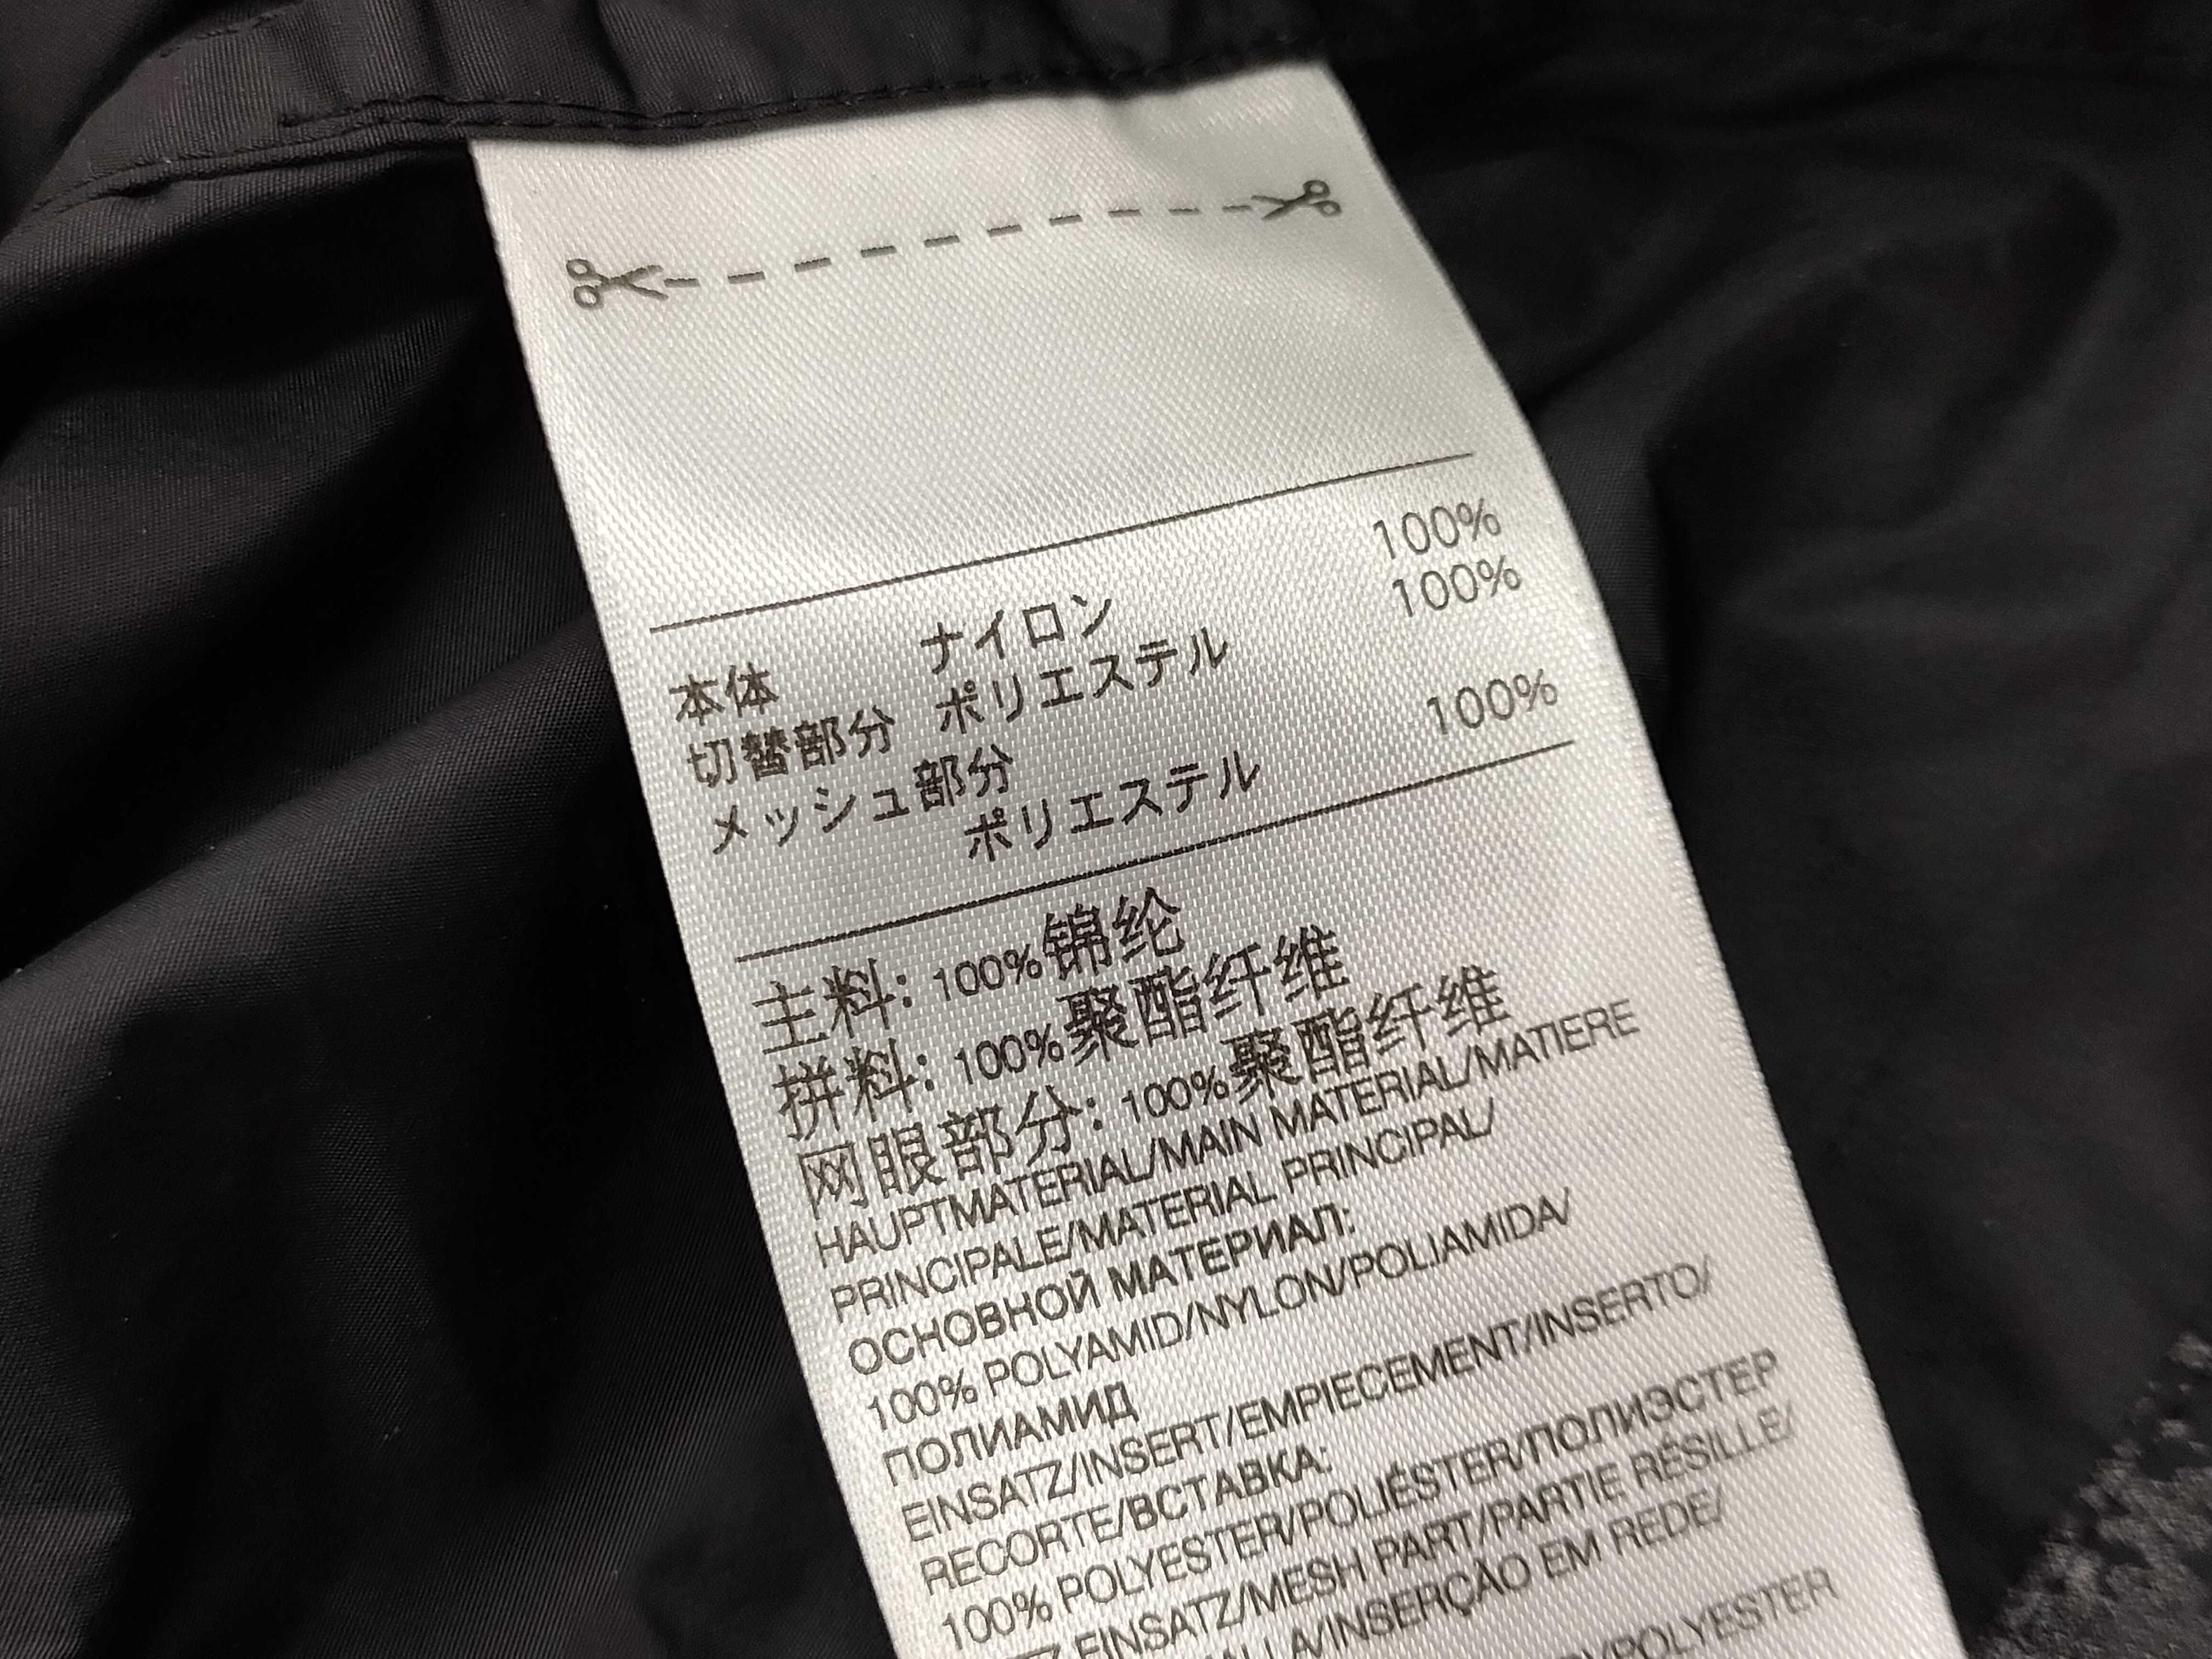 本体 ナイロン 100%
切替部分 ポリエステル 100%
メッシュ部分
ポリエステル 100%
主料: 100%锦纶
拼料: 100%聚酯纤维
网眼部分: 100%聚酯纤维
HAUPTMATERIAL/MAIN MATERIAL/MATIERE
PRINCIPALE/MATERIAL PRINCIPAL/
ОСНОВНОЙ МАТЕРИАЛ:
100% POLYAMID/NYLON/POLIAMIDA/
ПОЛИАМИД
EINSATZ/INSERT/EMPIECEMENT/INSERTO/
RECORTE/ВСТАВКА:
100% POLYESTER/POLIÉSTER/ПОЛИЭСТЕР
EINSATZ/MESH PART/PARTIE RÉSILLE/
/INSERÇÃO EM REDE/
POLYESTER